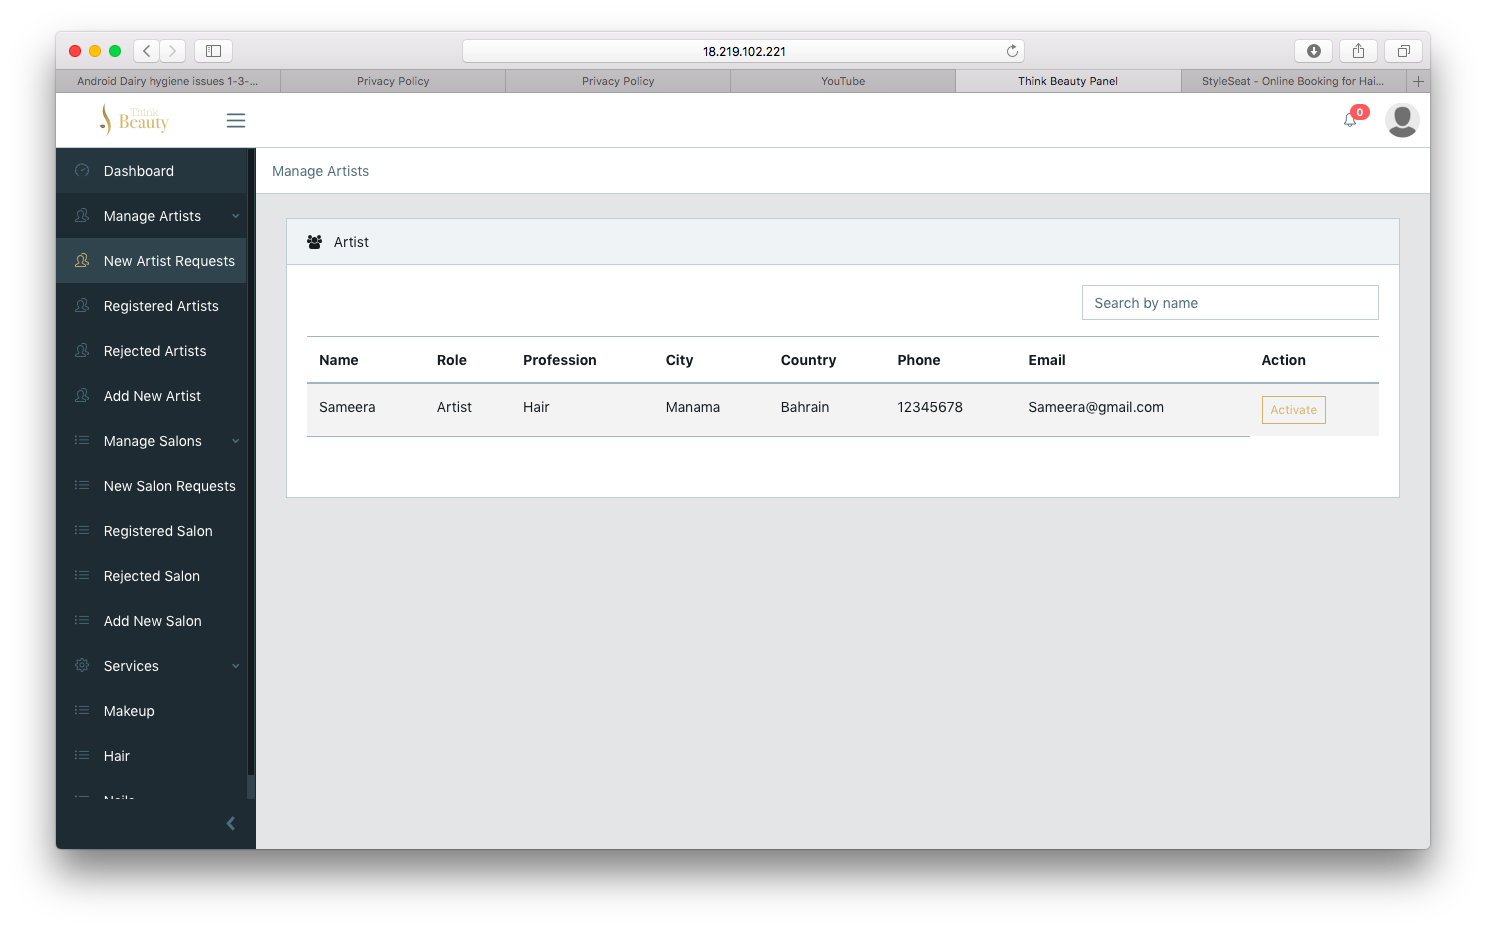 18.219.102.221
Android Dairy hygiene issues 1-3-...
Privacy Policy
Privacy Policy
YouTube
Think Beauty Panel
StyleSeat - Online Booking for Hai...
Think
Beauty
0
Dashboard
Manage Artists
New Artist Requests
Registered Artists
Rejected Artists
Add New Artist
Manage Salons
New Salon Requests
Registered Salon
Rejected Salon
Add New Salon
Services
Makeup
Hair
Manage Artists
Artist
Search by name
Name Role Profession City Country Phone Email Action
Sameera Artist Hair Manama Bahrain 12345678 Sameera@gmail.com Activate